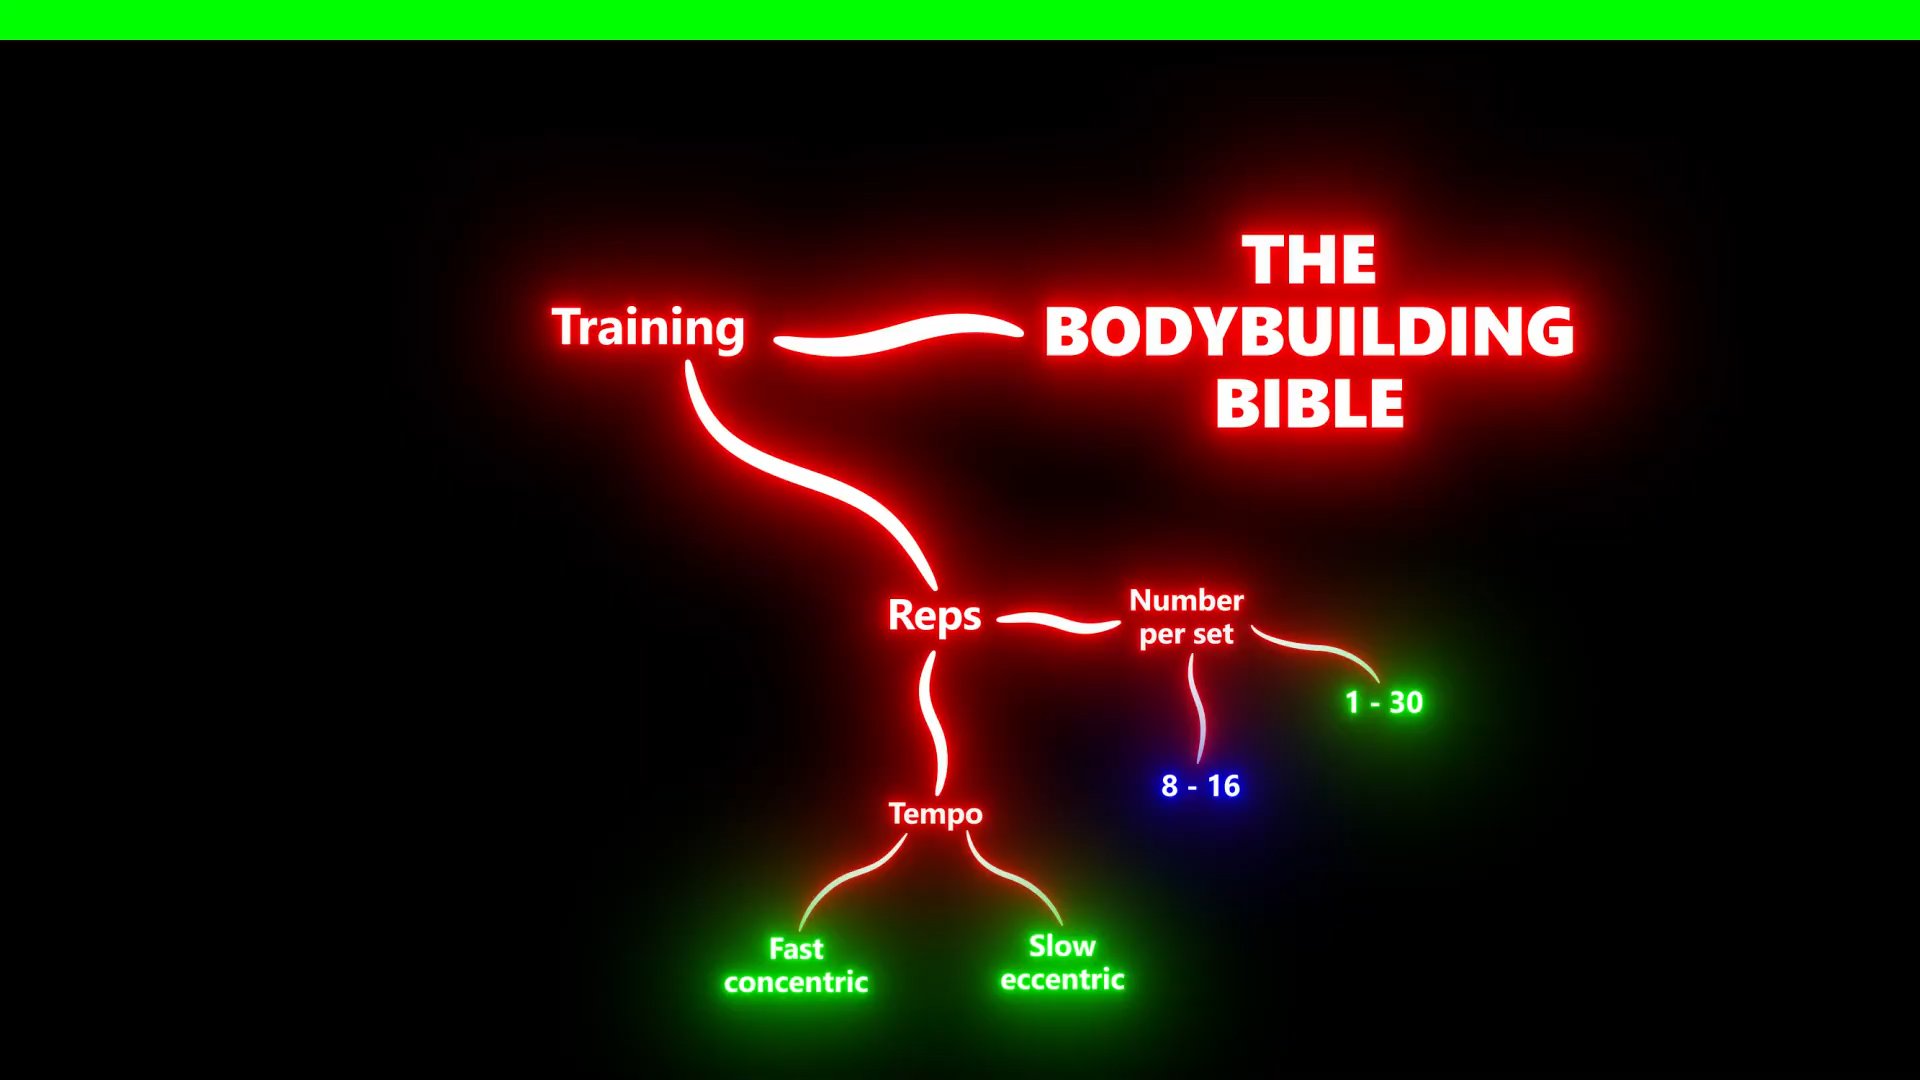 THE
BODYBUILDING
BIBLE
Training
Reps
Number
per set
1 - 30
8 - 16
Tempo
Fast
concentric
Slow
eccentric